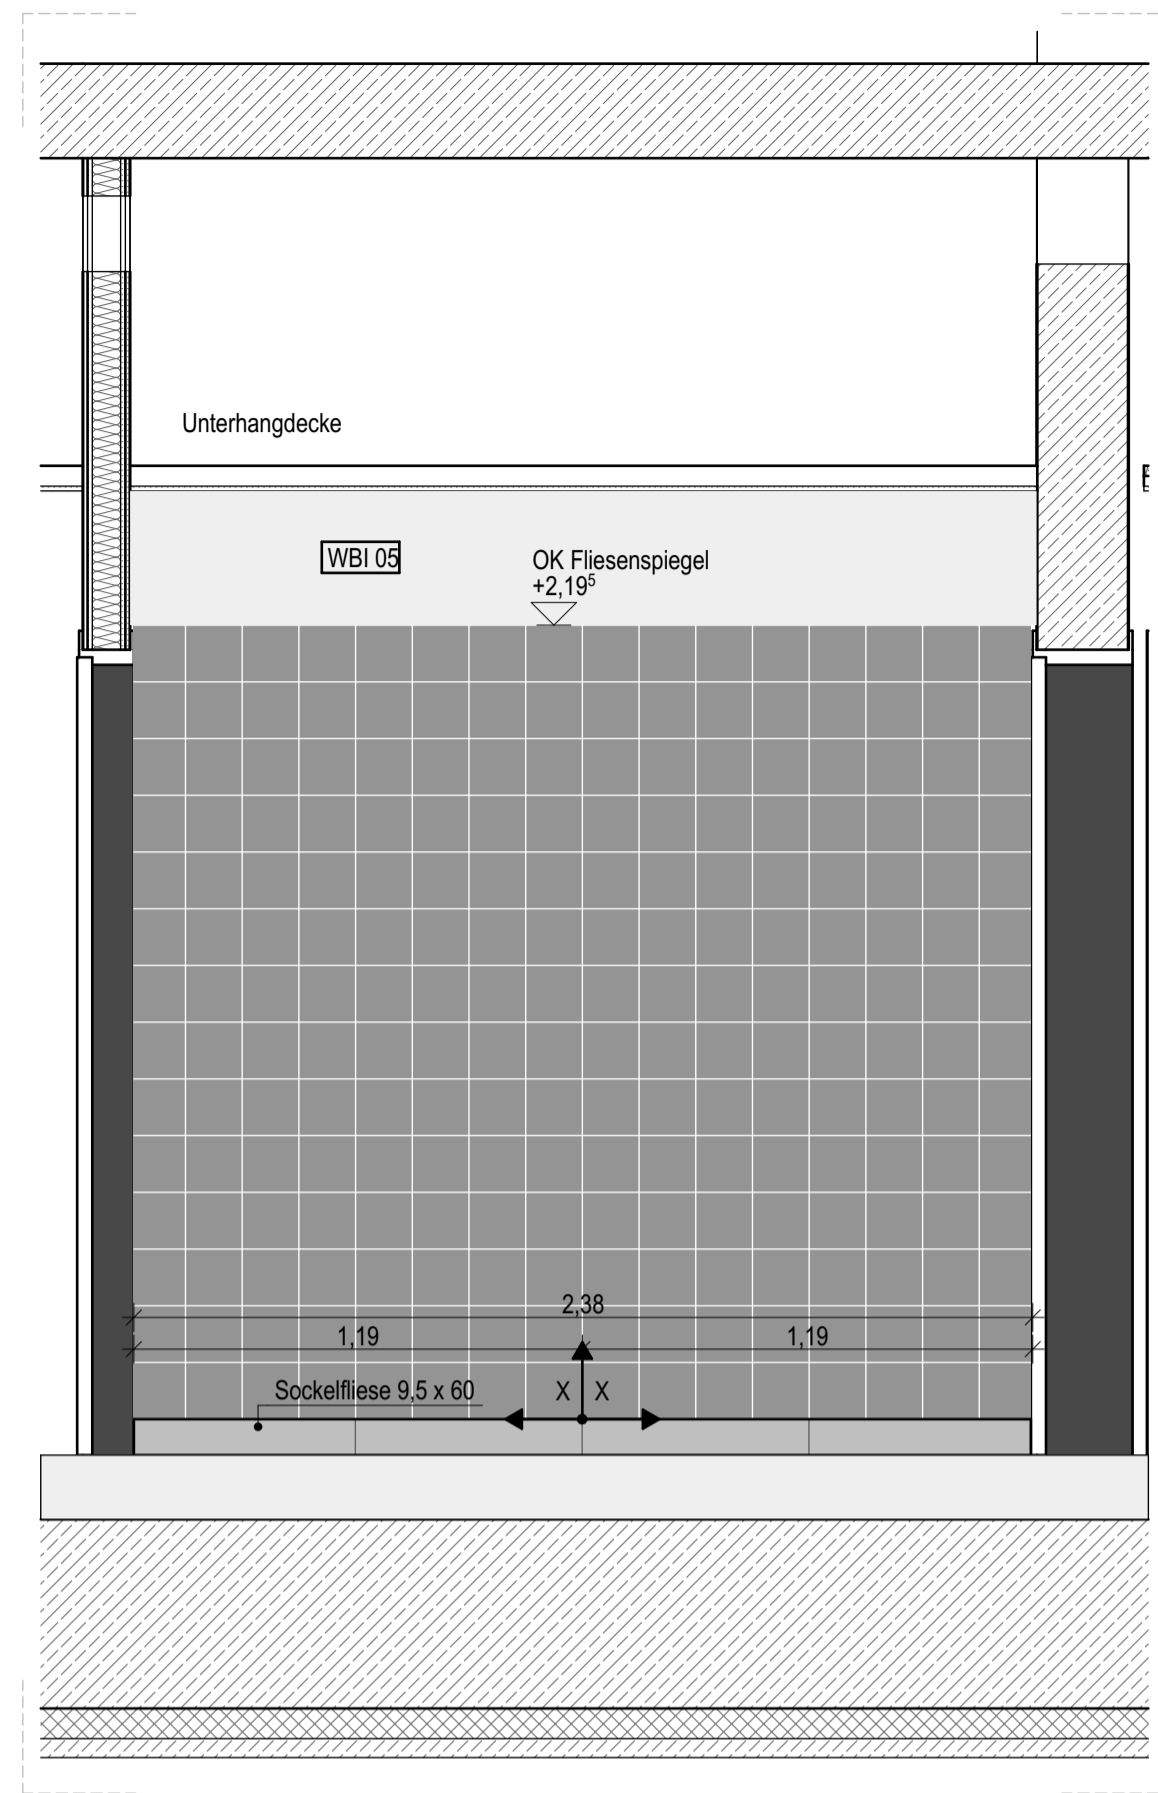 Unterhangdecke
WBI 05
OK Fliesenspiegel
+2,19⁵
2,38
1,19
1,19
Sockelfliese 9,5 x 60
X X